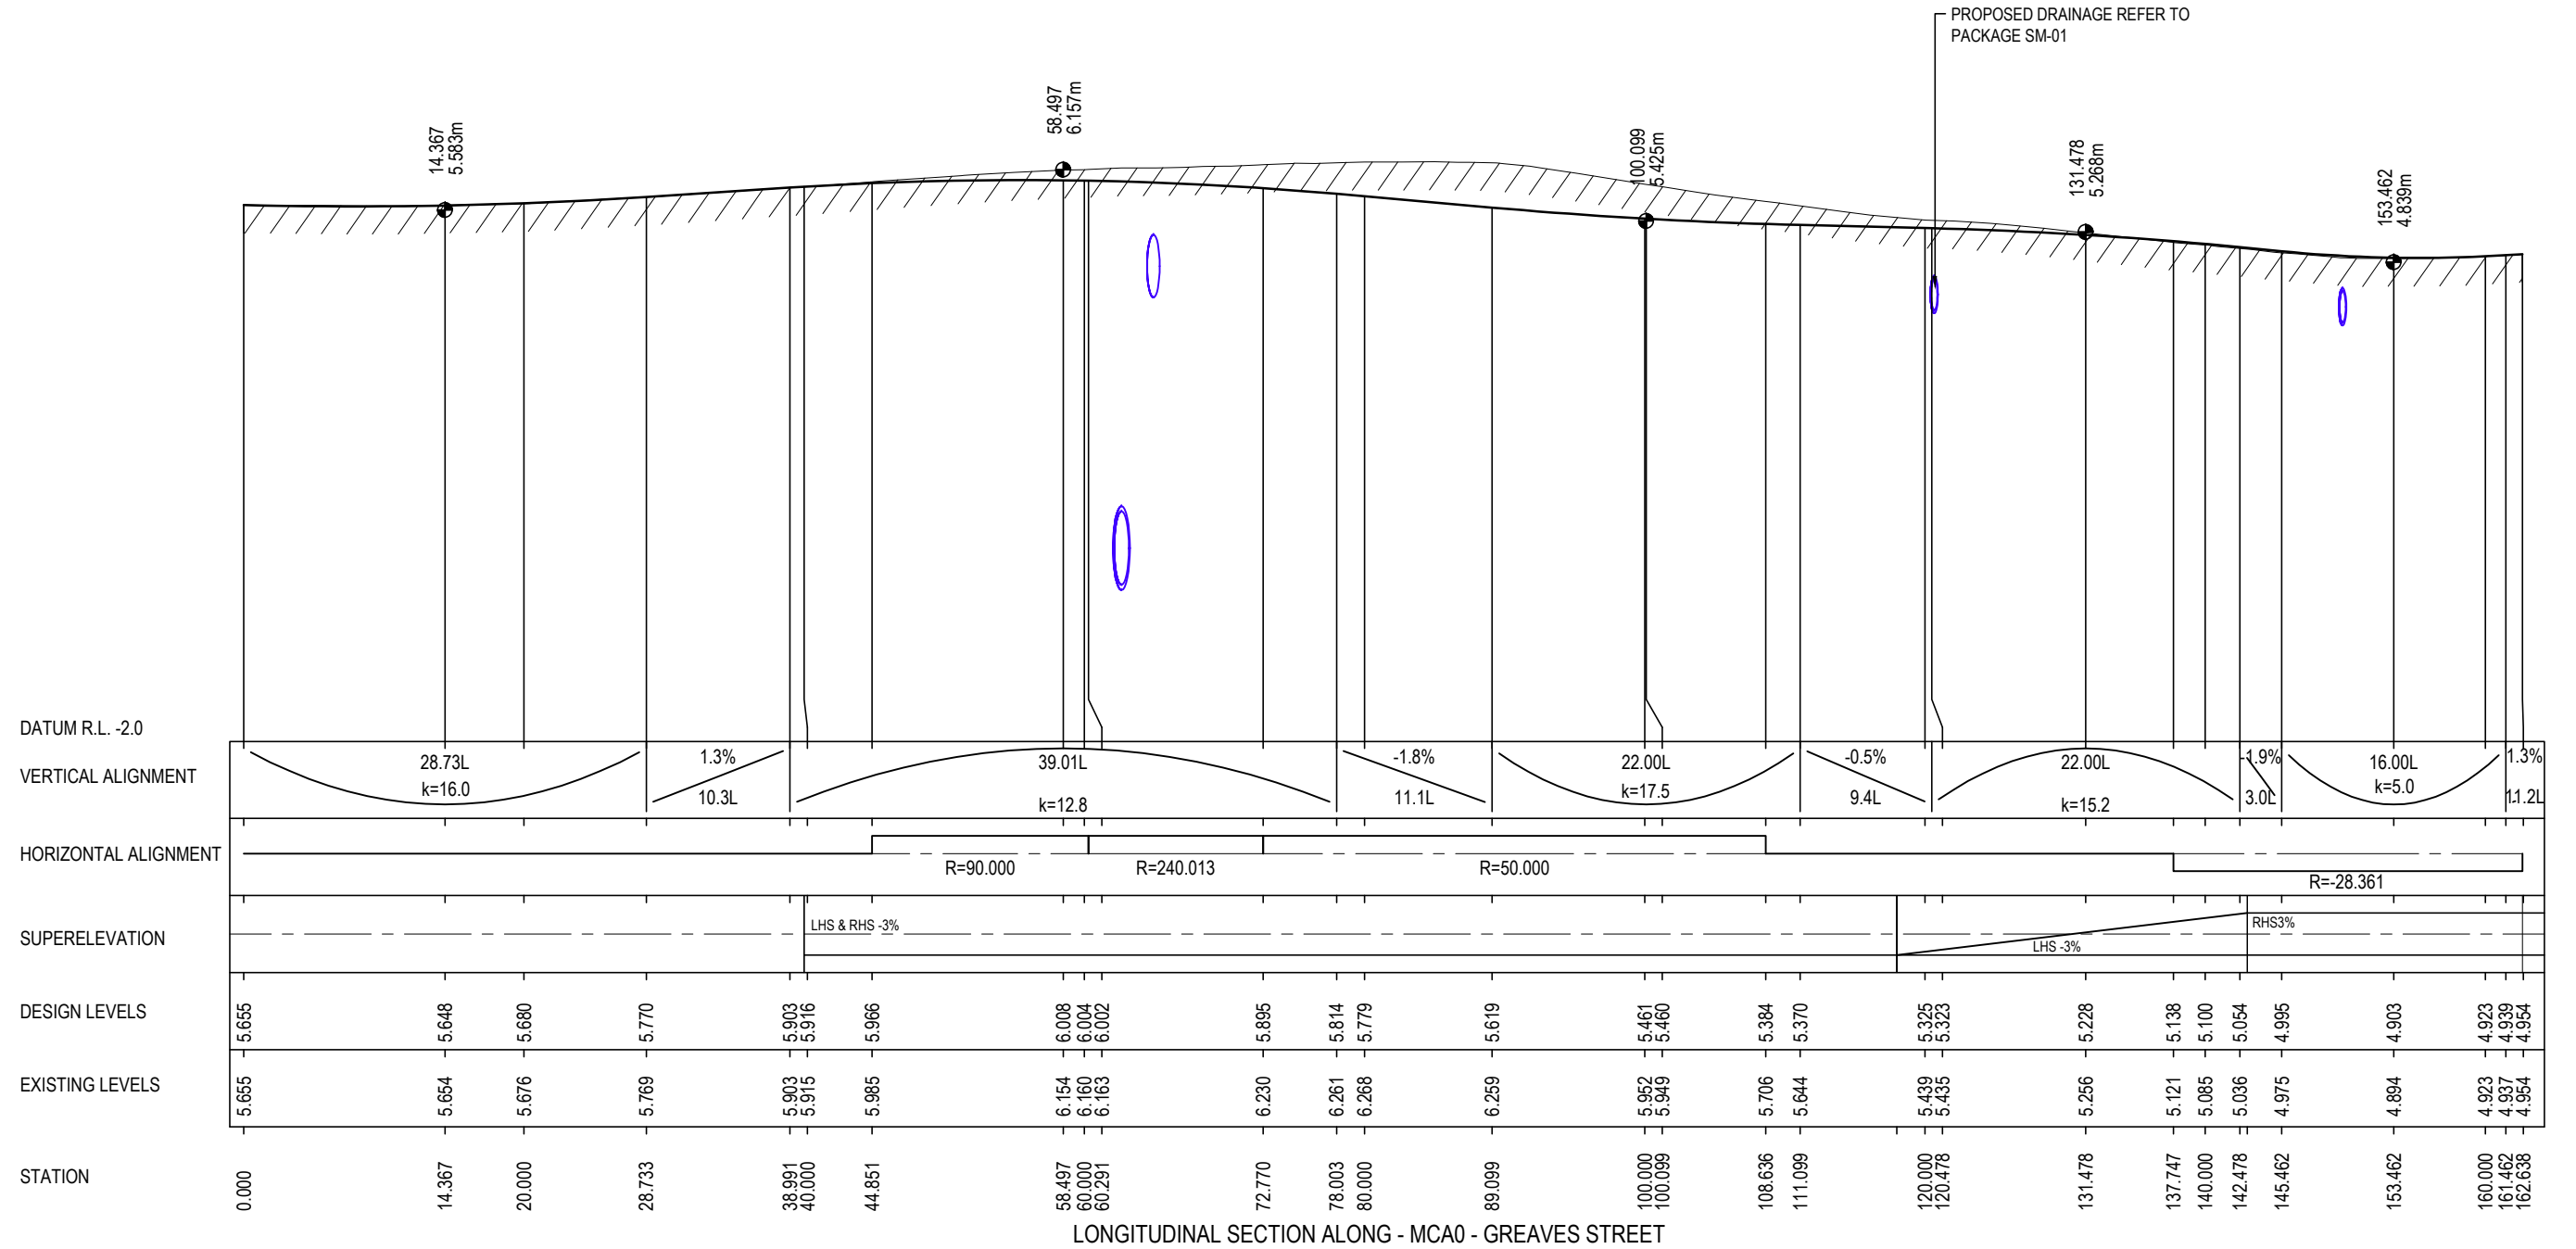 PROPOSED DRAINAGE REFER TO
PACKAGE SM-01
14.367
5.583m
58.497
6.157m
100.099
5.425m
131.478
5.268m
153.462
4.839m
DATUM R.L. -2.0
VERTICAL ALIGNMENT
28.73L
k=16.0
1.3%
10.3L
39.01L
k=12.8
-1.8%
11.1L
22.00L
k=17.5
-0.5%
9.4L
22.00L
k=15.2
-1.9%
3.0L
16.00L
k=5.0
1.3%
1.2L
HORIZONTAL ALIGNMENT
R=90.000
R=240.013
R=50.000
R=-28.361
SUPERELEVATION
LHS & RHS -3%
LHS -3%
RHS3%
DESIGN LEVELS
5.655 5.648 5.680 5.770 5.903 5.916 5.966 6.008 6.004 6.002 5.895 5.814 5.779 5.619 5.461 5.460 5.384 5.370 5.325 5.323 5.228 5.138 5.100 5.054 4.995 4.903 4.923 4.939 4.954
EXISTING LEVELS
5.655 5.654 5.676 5.769 5.903 5.915 5.985 6.154 6.160 6.163 6.230 6.261 6.268 6.259 5.952 5.949 5.706 5.644 5.439 5.435 5.256 5.121 5.085 5.036 4.975 4.894 4.923 4.937 4.954
STATION
0.000 14.367 20.000 28.733 38.991 40.000 44.851 58.497 60.000 60.291 72.770 78.003 80.000 89.099 100.000 100.099 108.636 111.099 120.000 120.478 131.478 137.747 140.000 142.478 145.462 153.462 160.000 161.462 162.638
LONGITUDINAL SECTION ALONG - MCA0 - GREAVES STREET